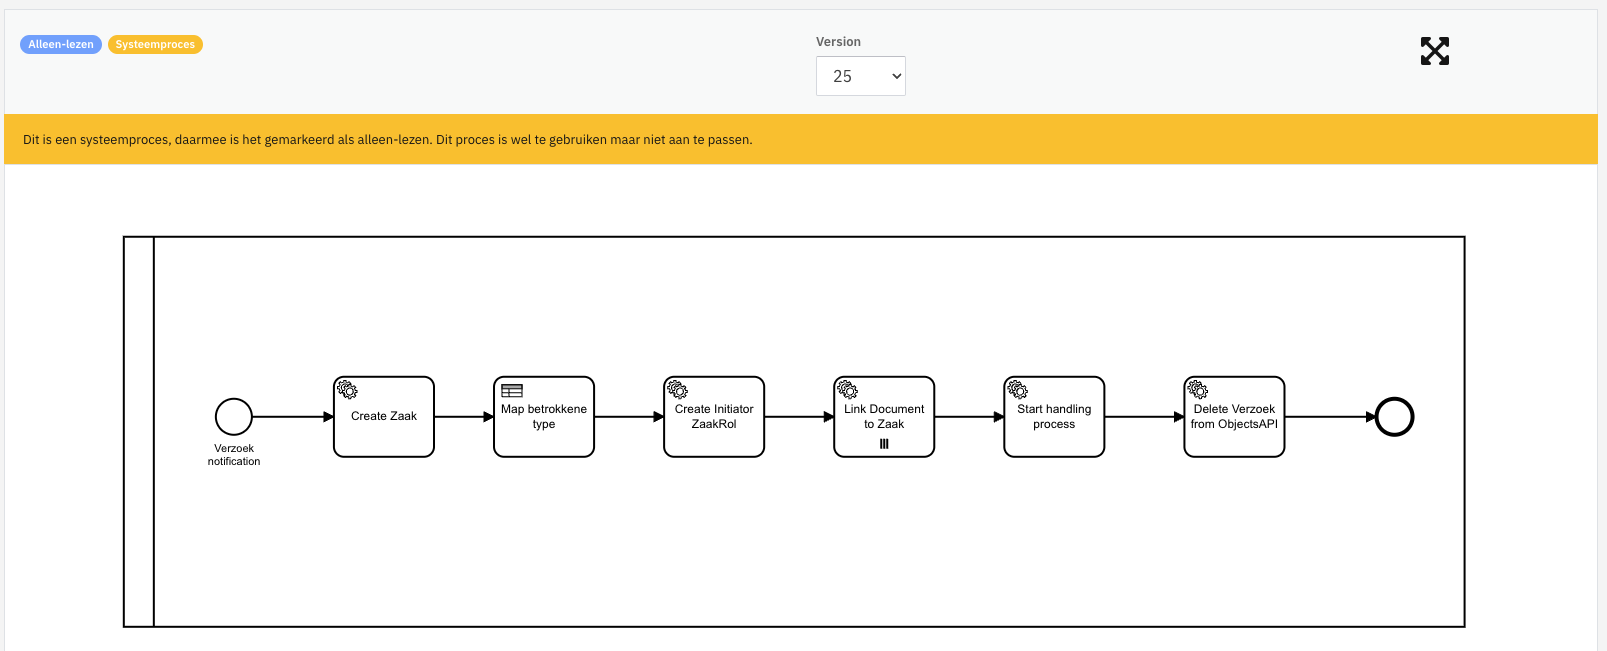 Alleen-lezen
Systeemproces
Version
25
Dit is een systeemproces, daarmee is het gemarkeerd als alleen-lezen. Dit proces is wel te gebruiken maar niet aan te passen.
Verzoek
notification
Create Zaak
Map betrokkene
type
Create Initiator
ZaakRol
Link Document
to Zaak
Start handling
process
Delete Verzoek
from ObjectsAPI